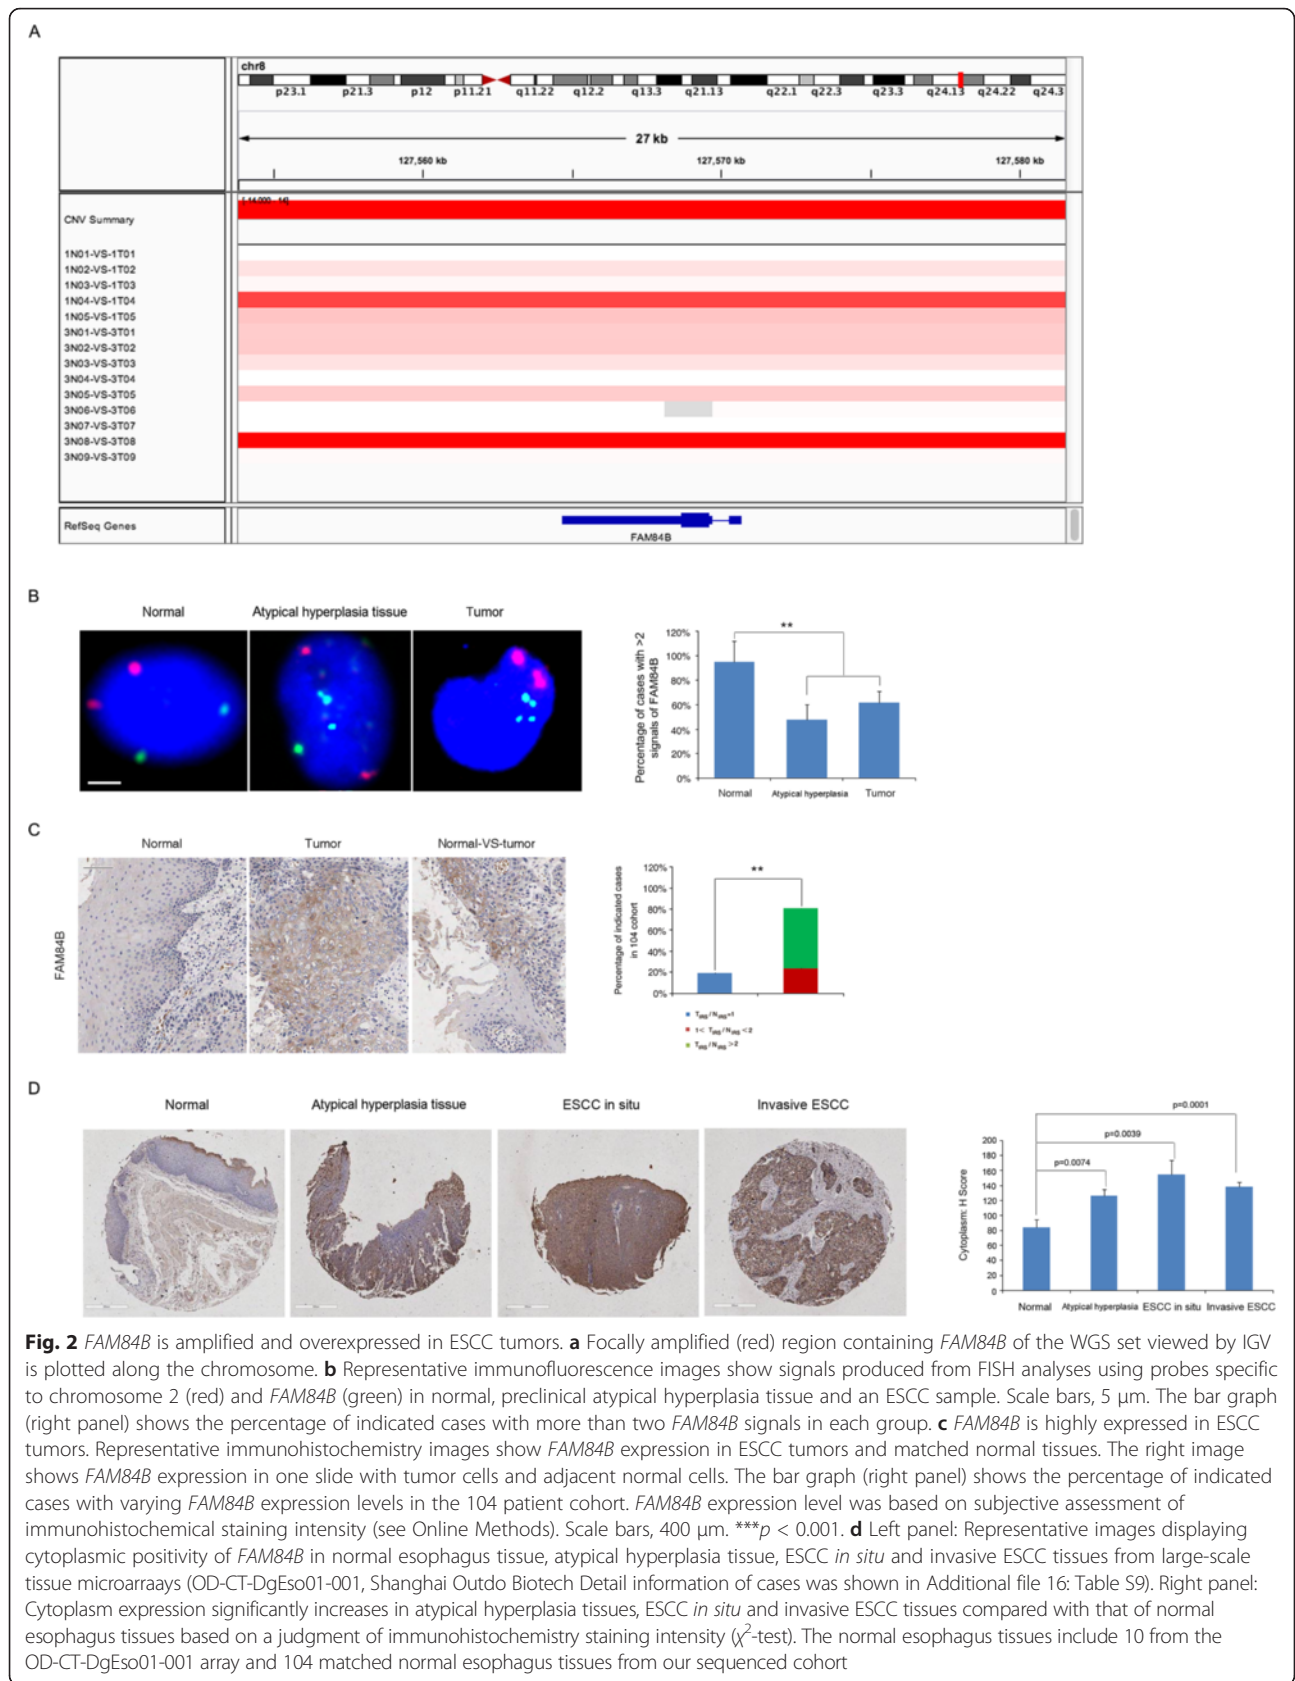 A
chr8
p23.1 p21.3 p12 p11.21 q11.22 q12.2 q13.3 q21.13 q22.1 q22.3 q23.3 q24.13 q24.22 q24.3
27 kb
127,560 kb 127,570 kb 127,580 kb
[-14.000 - 14]
CNV Summary
1N01-VS-1T01
1N02-VS-1T02
1N03-VS-1T03
1N04-VS-1T04
1N05-VS-1T05
3N01-VS-3T01
3N02-VS-3T02
3N03-VS-3T03
3N04-VS-3T04
3N05-VS-3T05
3N06-VS-3T06
3N07-VS-3T07
3N08-VS-3T08
3N09-VS-3T09
RefSeq Genes
FAM84B
B
Normal Atypical hyperplasia tissue Tumor
Percentage of cases with >2
signals of FAM84B
120%
100%
80%
60%
40%
20%
0%
**
Normal Atypical hyperplasia Tumor
C
Normal Tumor Normal-VS-tumor
FAM84B
Percentage of indicated cases
in 104 cohort
120%
100%
80%
60%
40%
20%
0%
**
T_IRS / N_IRS=1
1< T_IRS / N_IRS <2
T_IRS / N_IRS >2
D
Normal Atypical hyperplasia tissue ESCC in situ Invasive ESCC
Cytoplasm: H Score
200
180
160
140
120
100
80
60
40
20
0
p=0.0001
p=0.0039
p=0.0074
Normal Atypical hyperplasia ESCC in situ Invasive ESCC
Fig. 2 FAM84B is amplified and overexpressed in ESCC tumors. a Focally amplified (red) region containing FAM84B of the WGS set viewed by IGV
is plotted along the chromosome. b Representative immunofluorescence images show signals produced from FISH analyses using probes specific
to chromosome 2 (red) and FAM84B (green) in normal, preclinical atypical hyperplasia tissue and an ESCC sample. Scale bars, 5 μm. The bar graph
(right panel) shows the percentage of indicated cases with more than two FAM84B signals in each group. c FAM84B is highly expressed in ESCC
tumors. Representative immunohistochemistry images show FAM84B expression in ESCC tumors and matched normal tissues. The right image
shows FAM84B expression in one slide with tumor cells and adjacent normal cells. The bar graph (right panel) shows the percentage of indicated
cases with varying FAM84B expression levels in the 104 patient cohort. FAM84B expression level was based on subjective assessment of
immunohistochemical staining intensity (see Online Methods). Scale bars, 400 μm. ***p < 0.001. d Left panel: Representative images displaying
cytoplasmic positivity of FAM84B in normal esophagus tissue, atypical hyperplasia tissue, ESCC in situ and invasive ESCC tissues from large-scale
tissue microarraays (OD-CT-DgEso01-001, Shanghai Outdo Biotech Detail information of cases was shown in Additional file 16: Table S9). Right panel:
Cytoplasm expression significantly increases in atypical hyperplasia tissues, ESCC in situ and invasive ESCC tissues compared with that of normal
esophagus tissues based on a judgment of immunohistochemistry staining intensity (χ²-test). The normal esophagus tissues include 10 from the
OD-CT-DgEso01-001 array and 104 matched normal esophagus tissues from our sequenced cohort